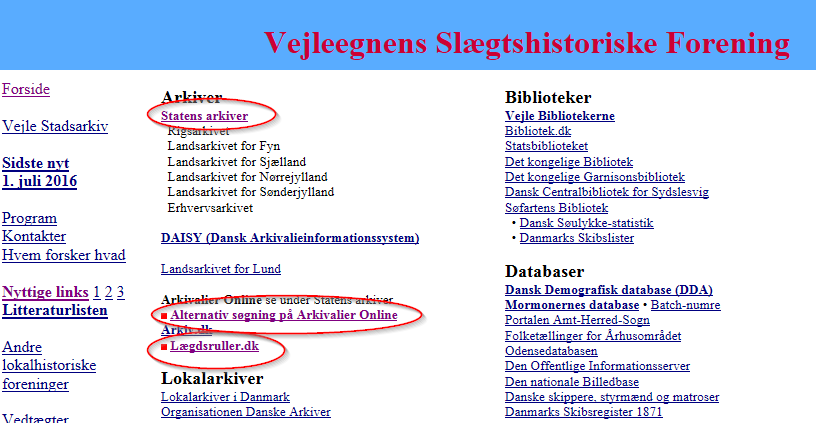 Vejleegnens Slægtshistoriske Forening
Forside
Vejle Stadsarkiv
Sidste nyt
1. juli 2016
Program
Kontakter
Hvem forsker hvad
Nyttige links 1 2 3
Litteraturlisten
Andre
lokalhistoriske
foreninger
Vedtægter
Arkiver
Statens arkiver
Rigsarkivet
Landsarkivet for Fyn
Landsarkivet for Sjælland
Landsarkivet for Nørrejylland
Landsarkivet for Sønderjylland
Erhvervsarkivet
DAISY (Dansk Arkivalieinformationssystem)
Landsarkivet for Lund
Arkivalier Online se under Statens arkiver
Alternativ søgning på Arkivalier Online
Arkiv.dk
Lægdsruller.dk
Lokalarkiver
Lokalarkiver i Danmark
Organisationen Danske Arkiver
Biblioteker
Vejle Bibliotekerne
Bibliotek.dk
Statsbiblioteket
Det kongelige Bibliotek
Det kongelige Garnisonsbibliotek
Dansk Centralbibliotek for Sydslesvig
Søfartens Bibliotek
• Dansk Søulykke-statistik
• Danmarks Skibslister
Databaser
Dansk Demografisk database (DDA)
Mormonernes database • Batch-numre
Portalen Amt-Herred-Sogn
Folketællinger for Århusområdet
Odensedatabasen
Den Offentlige Informationsserver
Den nationale Billedbase
Danske skippere, styrmænd og matroser
Danmarks Skibsregister 1871